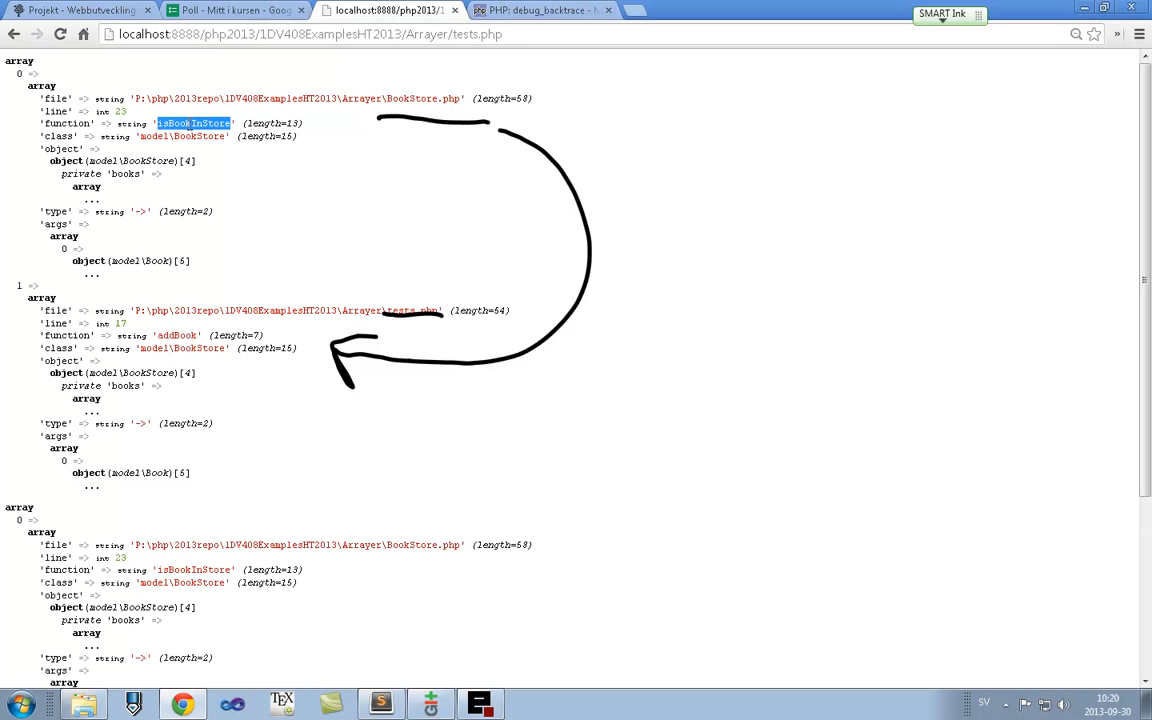 Projekt - Webbutveckling
Poll - Mitt i kursen - Goog
localhost:8888/php2013/1
PHP: debug_backtrace - M
SMART Ink
localhost:8888/php2013/1DV408ExamplesHT2013/Arrayer/tests.php
array
0 =>
array
'file' => string 'P:\php\2013repo\1DV408ExamplesHT2013\Arrayer\BookStore.php' (length=58)
'line' => int 23
'function' => string 'isBookInStore' (length=13)
'class' => string 'model\BookStore' (length=15)
'object' =>
object(model\BookStore)[4]
private 'books' =>
array
...
'type' => string '->' (length=2)
'args' =>
array
0 =>
object(model\Book)[5]
...
1 =>
array
'file' => string 'P:\php\2013repo\1DV408ExamplesHT2013\Arrayer\tests.php' (length=54)
'line' => int 17
'function' => string 'addBook' (length=7)
'class' => string 'model\BookStore' (length=15)
'object' =>
object(model\BookStore)[4]
private 'books' =>
array
...
'type' => string '->' (length=2)
'args' =>
array
0 =>
object(model\Book)[5]
...
array
0 =>
array
'file' => string 'P:\php\2013repo\1DV408ExamplesHT2013\Arrayer\BookStore.php' (length=58)
'line' => int 23
'function' => string 'isBookInStore' (length=13)
'class' => string 'model\BookStore' (length=15)
'object' =>
object(model\BookStore)[4]
private 'books' =>
array
...
'type' => string '->' (length=2)
'args' =>
array
TEX
SV
10:20
2013-09-30